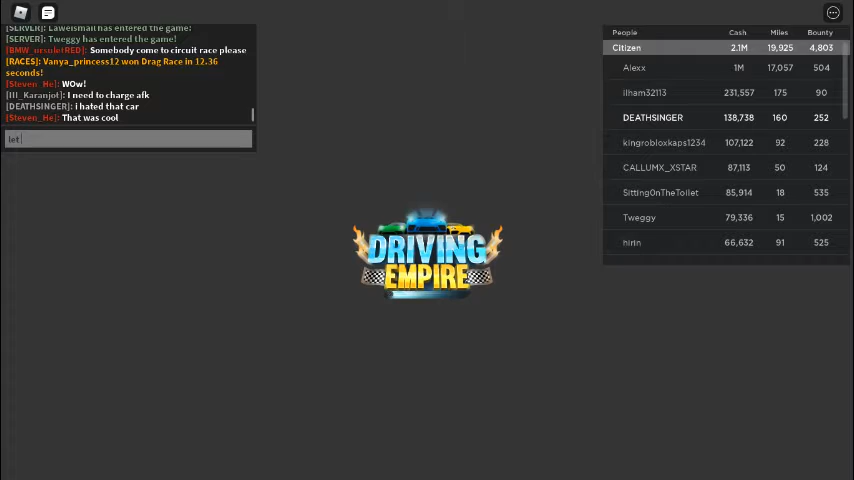 [SERVER]: Laweismail has entered the game!
[SERVER]: Tweggy has entered the game!
Somebody come to circuit race please
[RACES]: Vanya_princess12 won Drag Race in 12.36
seconds!
[Steven_He]: WOw!
[III_Karanjot]: I need to charge afk
[DEATHSINGER]: i hated that car
[Steven_He]: That was cool
let
DRIVING
EMPIRE
People Cash Miles Bounty
Citizen 2.1M 19,925 4,803
Alexx 1M 17,057 504
ilham32113 231,557 175 90
DEATHSINGER 138,738 160 252
kingrobloxkaps1234 107,122 92 228
CALLUMX_XSTAR 87,113 50 124
Sitting0nTheToilet 85,914 18 535
Tweggy 79,336 15 1,002
hirin 66,632 91 525